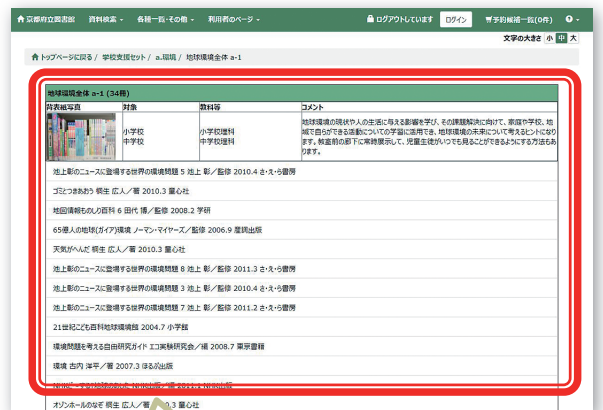 京都府立図書館 資料検索 各種一覧・その他 利用者のページ ログアウトしています ログイン 予約候補一覧(0件)
文字の大きさ 小 中 大
トップページに戻る / 学校支援セット / a.環境 / 地球環境全体 a-1
地球環境全体 a-1 (34冊)
背表紙写真 対象 教科等 コメント
小学校
中学校
小学校理科
中学校理科
地球環境の現状や人の生活に与える影響を学び、その課題解決に向けて、家庭や学校、地
域で自らができる活動についての学習に活用でき、地球環境の未来について考えるヒントになり
ます。教室前の廊下に常時展示して、児童生徒がいつでも見ることができるようにする方法もあ
ります。
池上彰のニュースに登場する世界の環境問題 5 池上 彰/監修 2010.4 さ・え・ら書房
ゴミとつきあおう 桐生 広人/著 2010.3 童心社
地図情報ものしり百科 6 田代 博/監修 2008.2 学研
65億人の地球(ガイア)環境 ノーマン・マイヤーズ/監修 2006.9 産調出版
天気がへんだ 桐生 広人/著 2010.3 童心社
池上彰のニュースに登場する世界の環境問題 8 池上 彰/監修 2011.3 さ・え・ら書房
池上彰のニュースに登場する世界の環境問題 3 池上 彰/監修 2010.4 さ・え・ら書房
池上彰のニュースに登場する世界の環境問題 7 池上 彰/監修 2011.2 さ・え・ら書房
21世紀こども百科地球環境館 2004.7 小学館
環境問題を考える自由研究ガイド エコ実験研究会/編 2008.7 東京書籍
環境 古内 洋平/著 2007.3 ほるぷ出版
オゾンホールのなぞ 桐生 広人/著 3 童心社